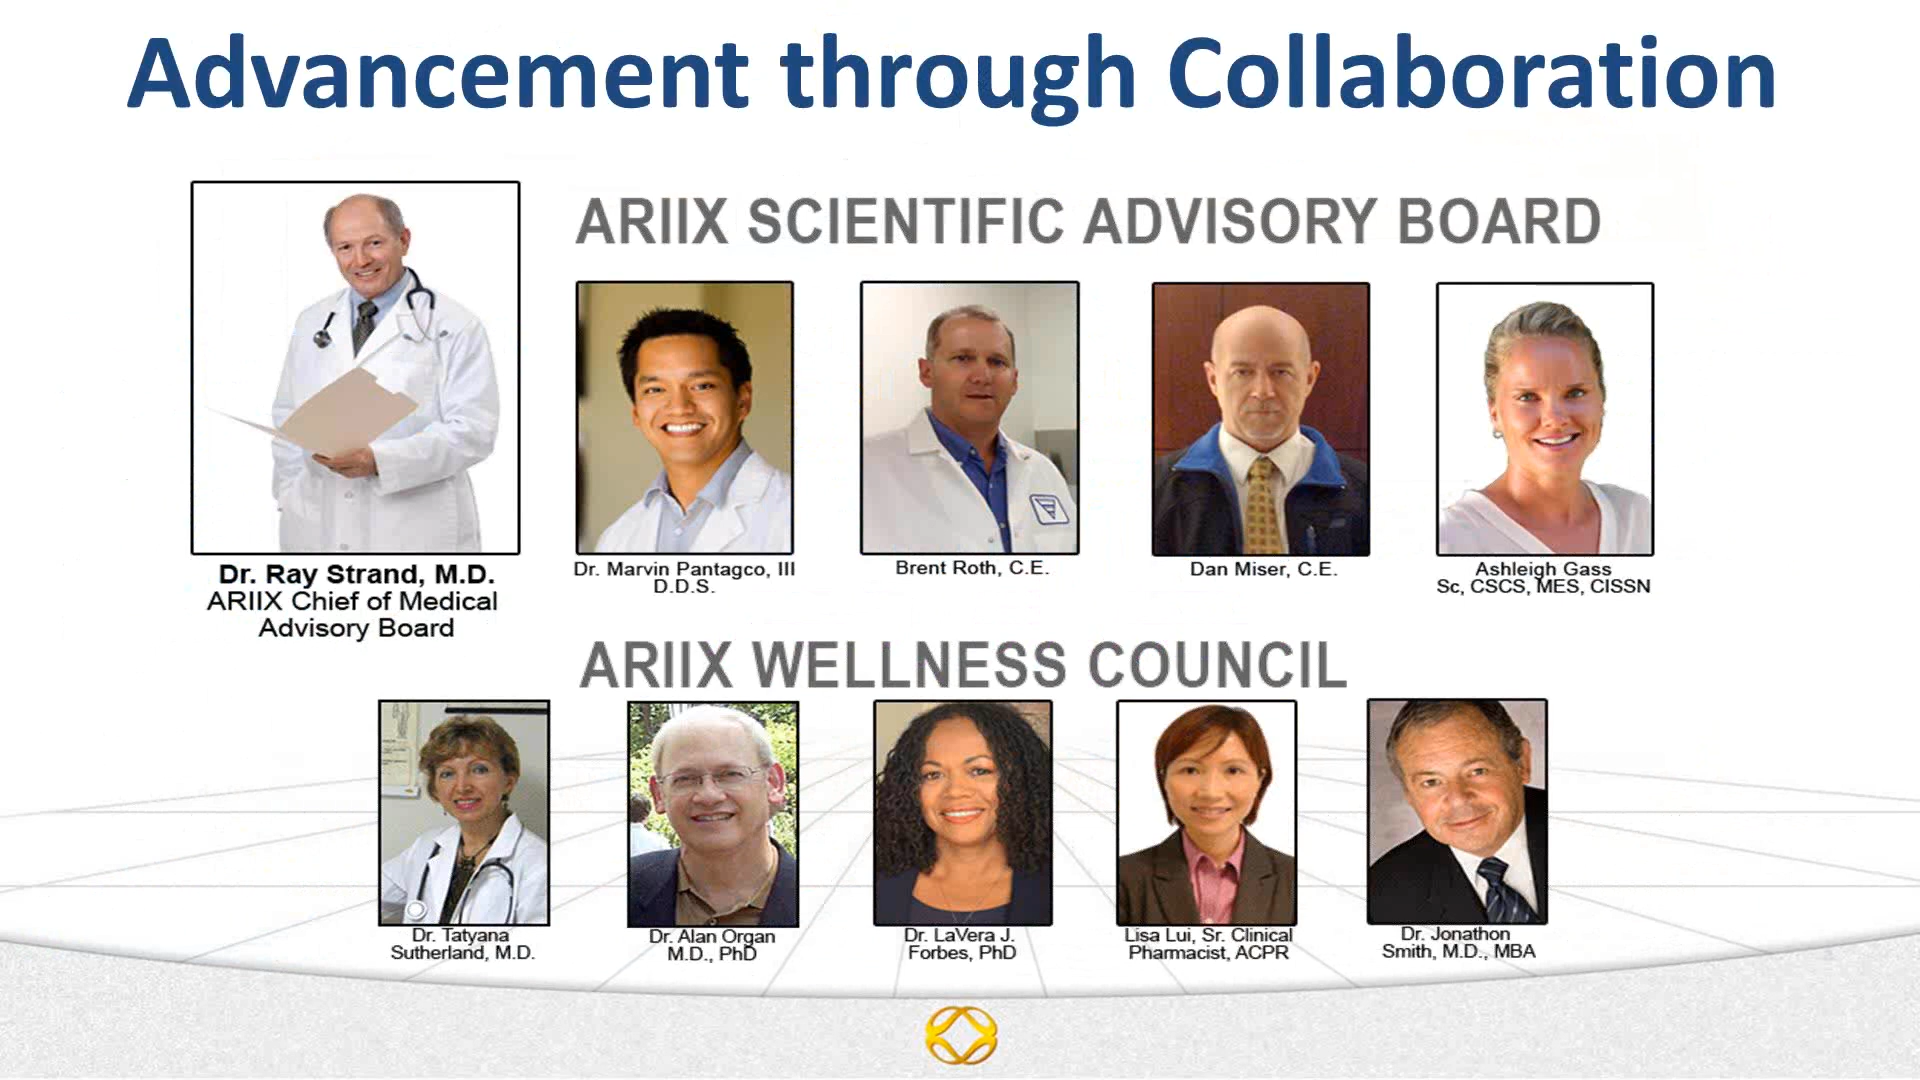 Advancement through Collaboration
ARIIX SCIENTIFIC ADVISORY BOARD
Dr. Ray Strand, M.D.
ARIIX Chief of Medical
Advisory Board
Dr. Marvin Pantagco, III
D.D.S.
Brent Roth, C.E.
Dan Miser, C.E.
Ashleigh Gass
Sc, CSCS, MES, CISSN
ARIIX WELLNESS COUNCIL
Dr. Tatyana
Sutherland, M.D.
Dr. Alan Organ
M.D., PhD
Dr. LaVera J.
Forbes, PhD
Lisa Lui, Sr. Clinical
Pharmacist, ACPR
Dr. Jonathon
Smith, M.D., MBA